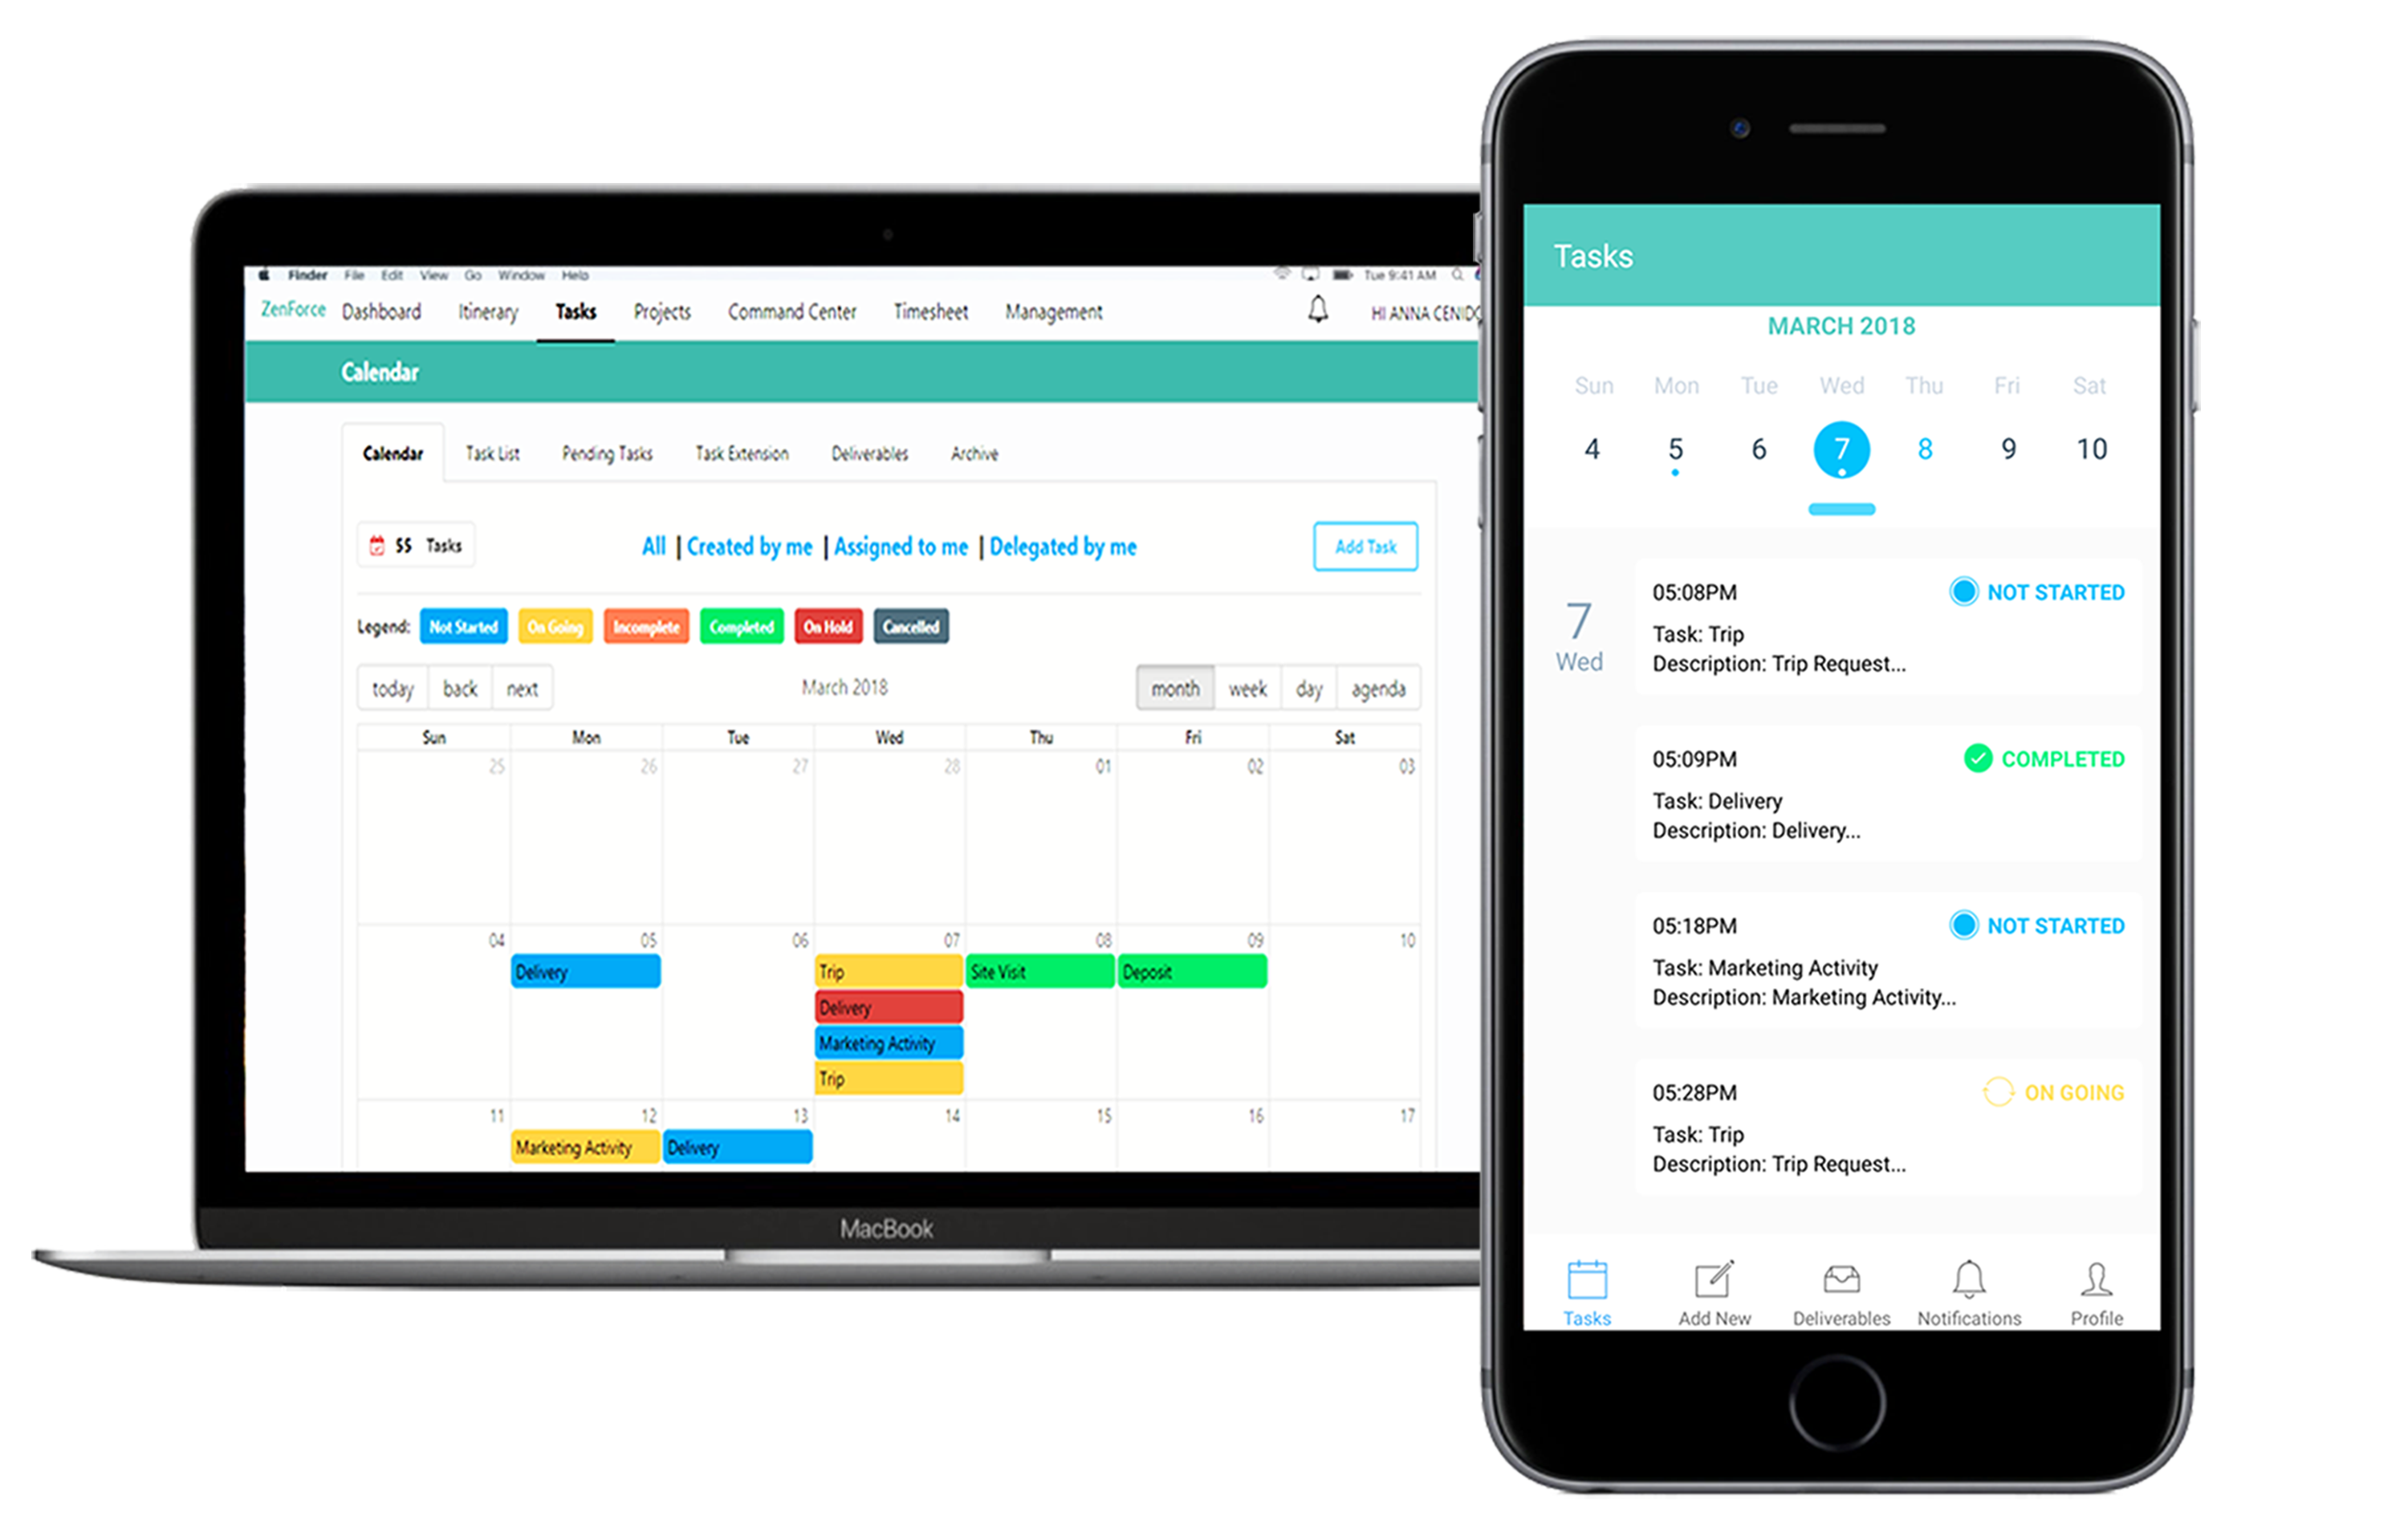 Finder File Edit View Go Window Help Tue 9:41 AM
ZenForce Dashboard Itinerary Tasks Projects Command Center Timesheet Management HI ANNA CENIDO
Calendar
Calendar Task List Pending Tasks Task Extension Deliverables Archive
55 Tasks All | Created by me | Assigned to me | Delegated by me Add Task
Legend: Not Started On Going Incomplete Completed On Hold Cancelled
today back next March 2018 month week day agenda
Sun Mon Tue Wed Thu Fri Sat
25 26 27 28 01 02 03
04 05 06 07 08 09 10
Delivery Trip Site Visit Deposit
Delivery
Marketing Activity
Trip
11 12 13 14 15 16 17
Marketing Activity Delivery
MacBook
Tasks
MARCH 2018
Sun Mon Tue Wed Thu Fri Sat
4 5 6 7 8 9 10
7
Wed
05:08PM NOT STARTED
Task: Trip
Description: Trip Request...
05:09PM COMPLETED
Task: Delivery
Description: Delivery...
05:18PM NOT STARTED
Task: Marketing Activity
Description: Marketing Activity...
05:28PM ON GOING
Task: Trip
Description: Trip Request...
Tasks Add New Deliverables Notifications Profile